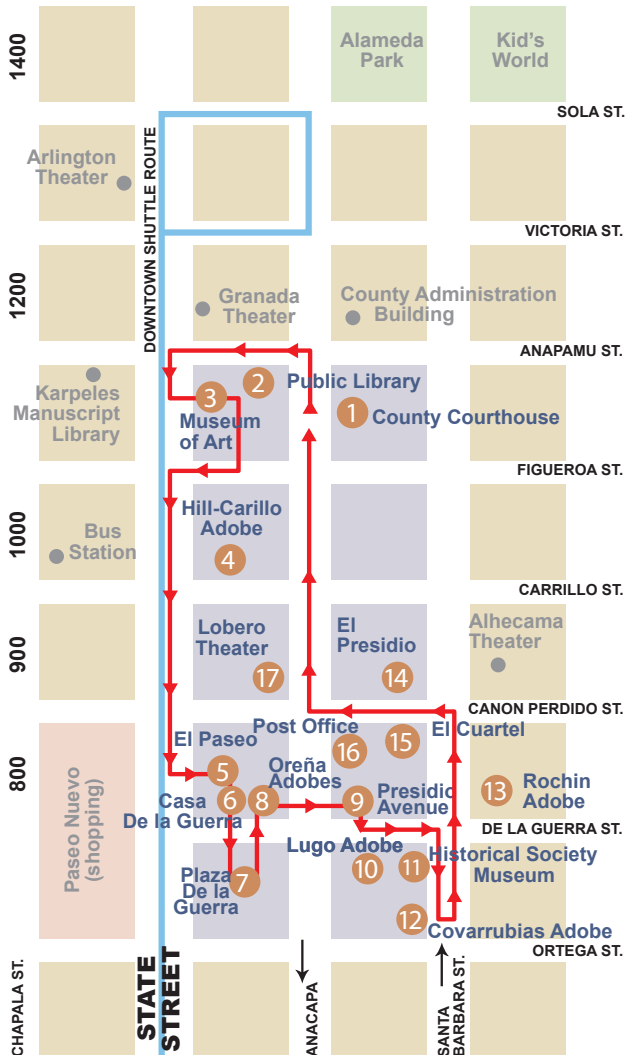 1400
Alameda
Park
Kid's
World
SOLA ST.
DOWNTOWN SHUTTLE ROUTE
Arlington
Theater
VICTORIA ST.
1200
Granada
Theater
County Administration
Building
ANAPAMU ST.
Karpeles
Manuscript
Library
2
Public Library
3
Museum
of Art
1
County Courthouse
FIGUEROA ST.
1000
Bus
Station
Hill-Carillo
Adobe
4
CARRILLO ST.
900
Lobero
Theater
17
El
Presidio
14
Alhecama
Theater
CANON PERDIDO ST.
800
Paseo Nuevo
(shopping)
El Paseo
5
Post Office
16
15
El Cuartel
Casa
De la Guerra
6
Oreña
Adobes
8
9
Presidio
Avenue
13
Rochin
Adobe
DE LA GUERRA ST.
Plaza
De la
Guerra
7
Lugo Adobe
10
11
Historical Society
Museum
12
Covarrubias Adobe
ORTEGA ST.
CHAPALA ST.
STATE
STREET
ANACAPA
SANTA
BARBARA ST.